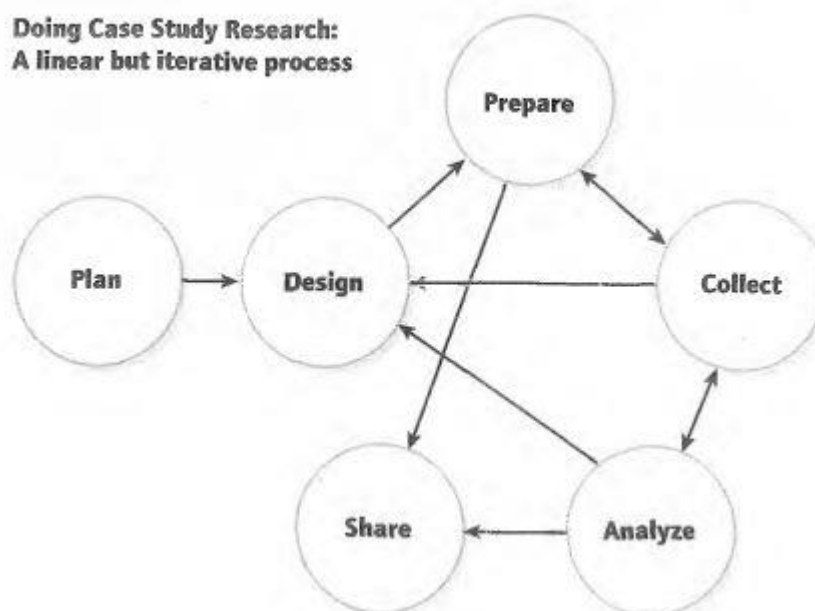 Doing Case Study Research:
A linear but iterative process
Prepare
Plan
Design
Collect
Share
Analyze